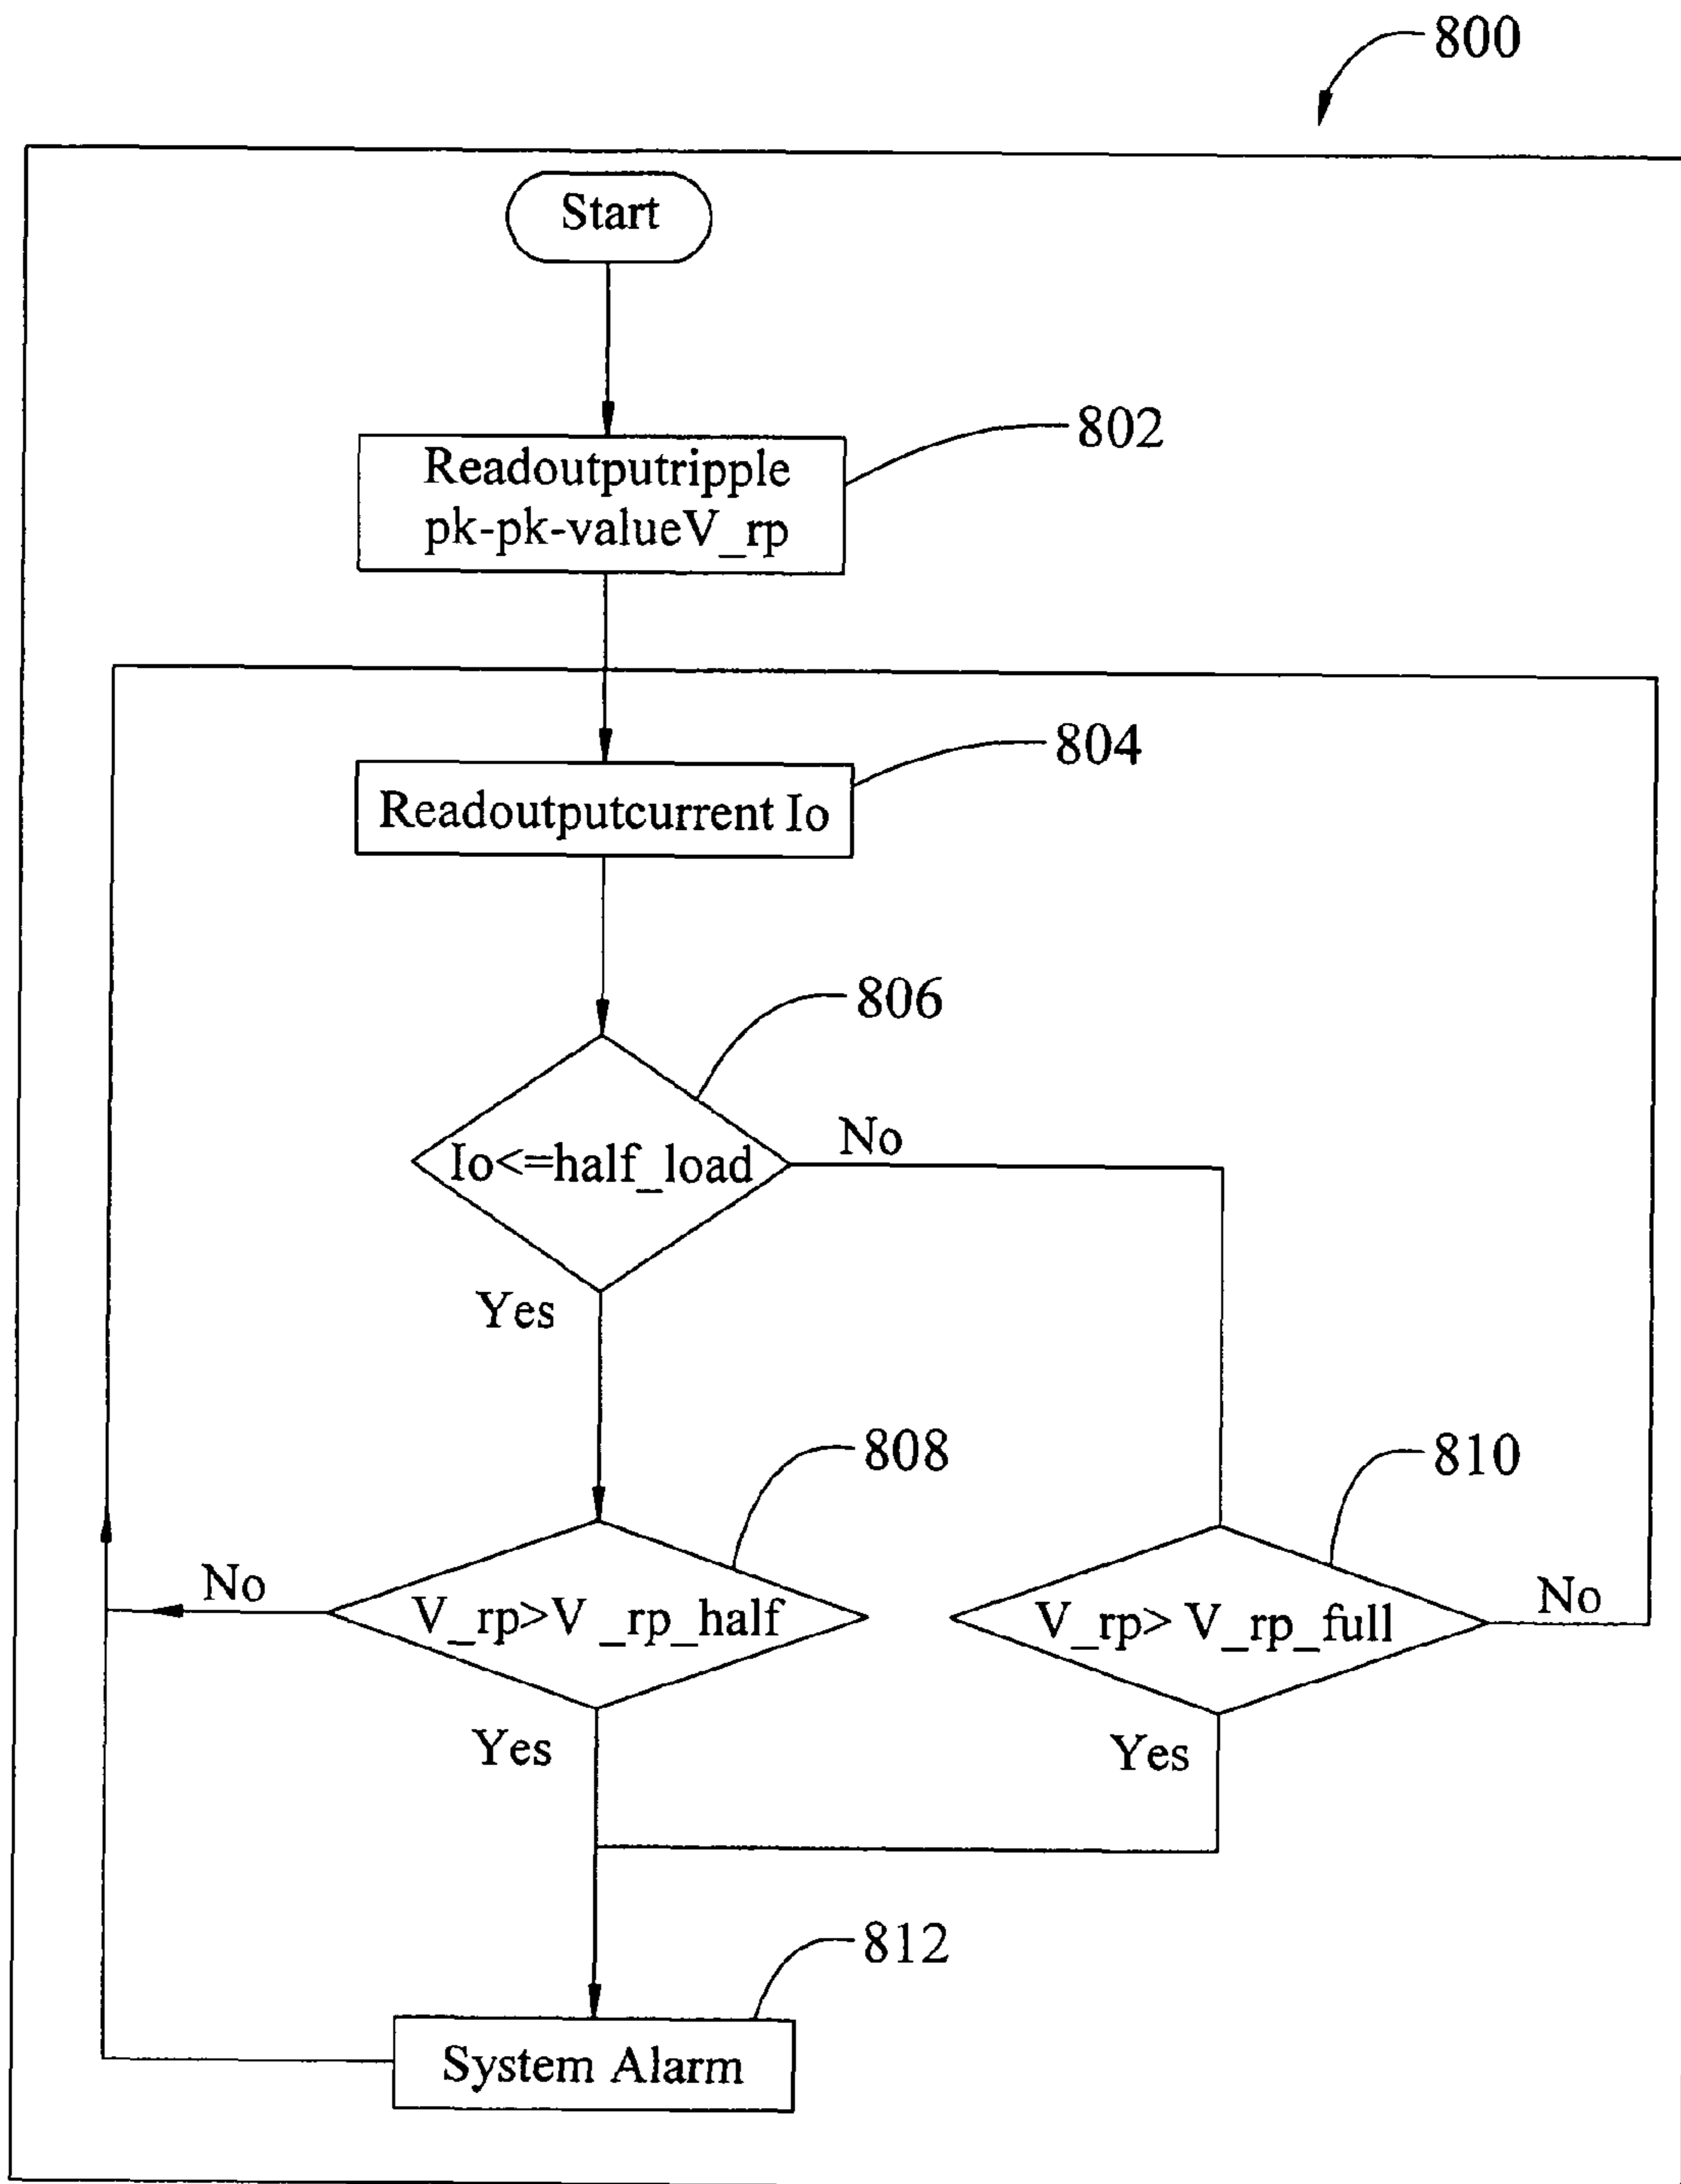 800
Start
802
Readoutputripple
pk-pk-valueV_rp
804
Readoutputcurrent Io
806
Io<=half_load
No
Yes
808
810
No
V_rp>V _rp_half
V_rp> V_rp_full
No
Yes
Yes
812
System Alarm